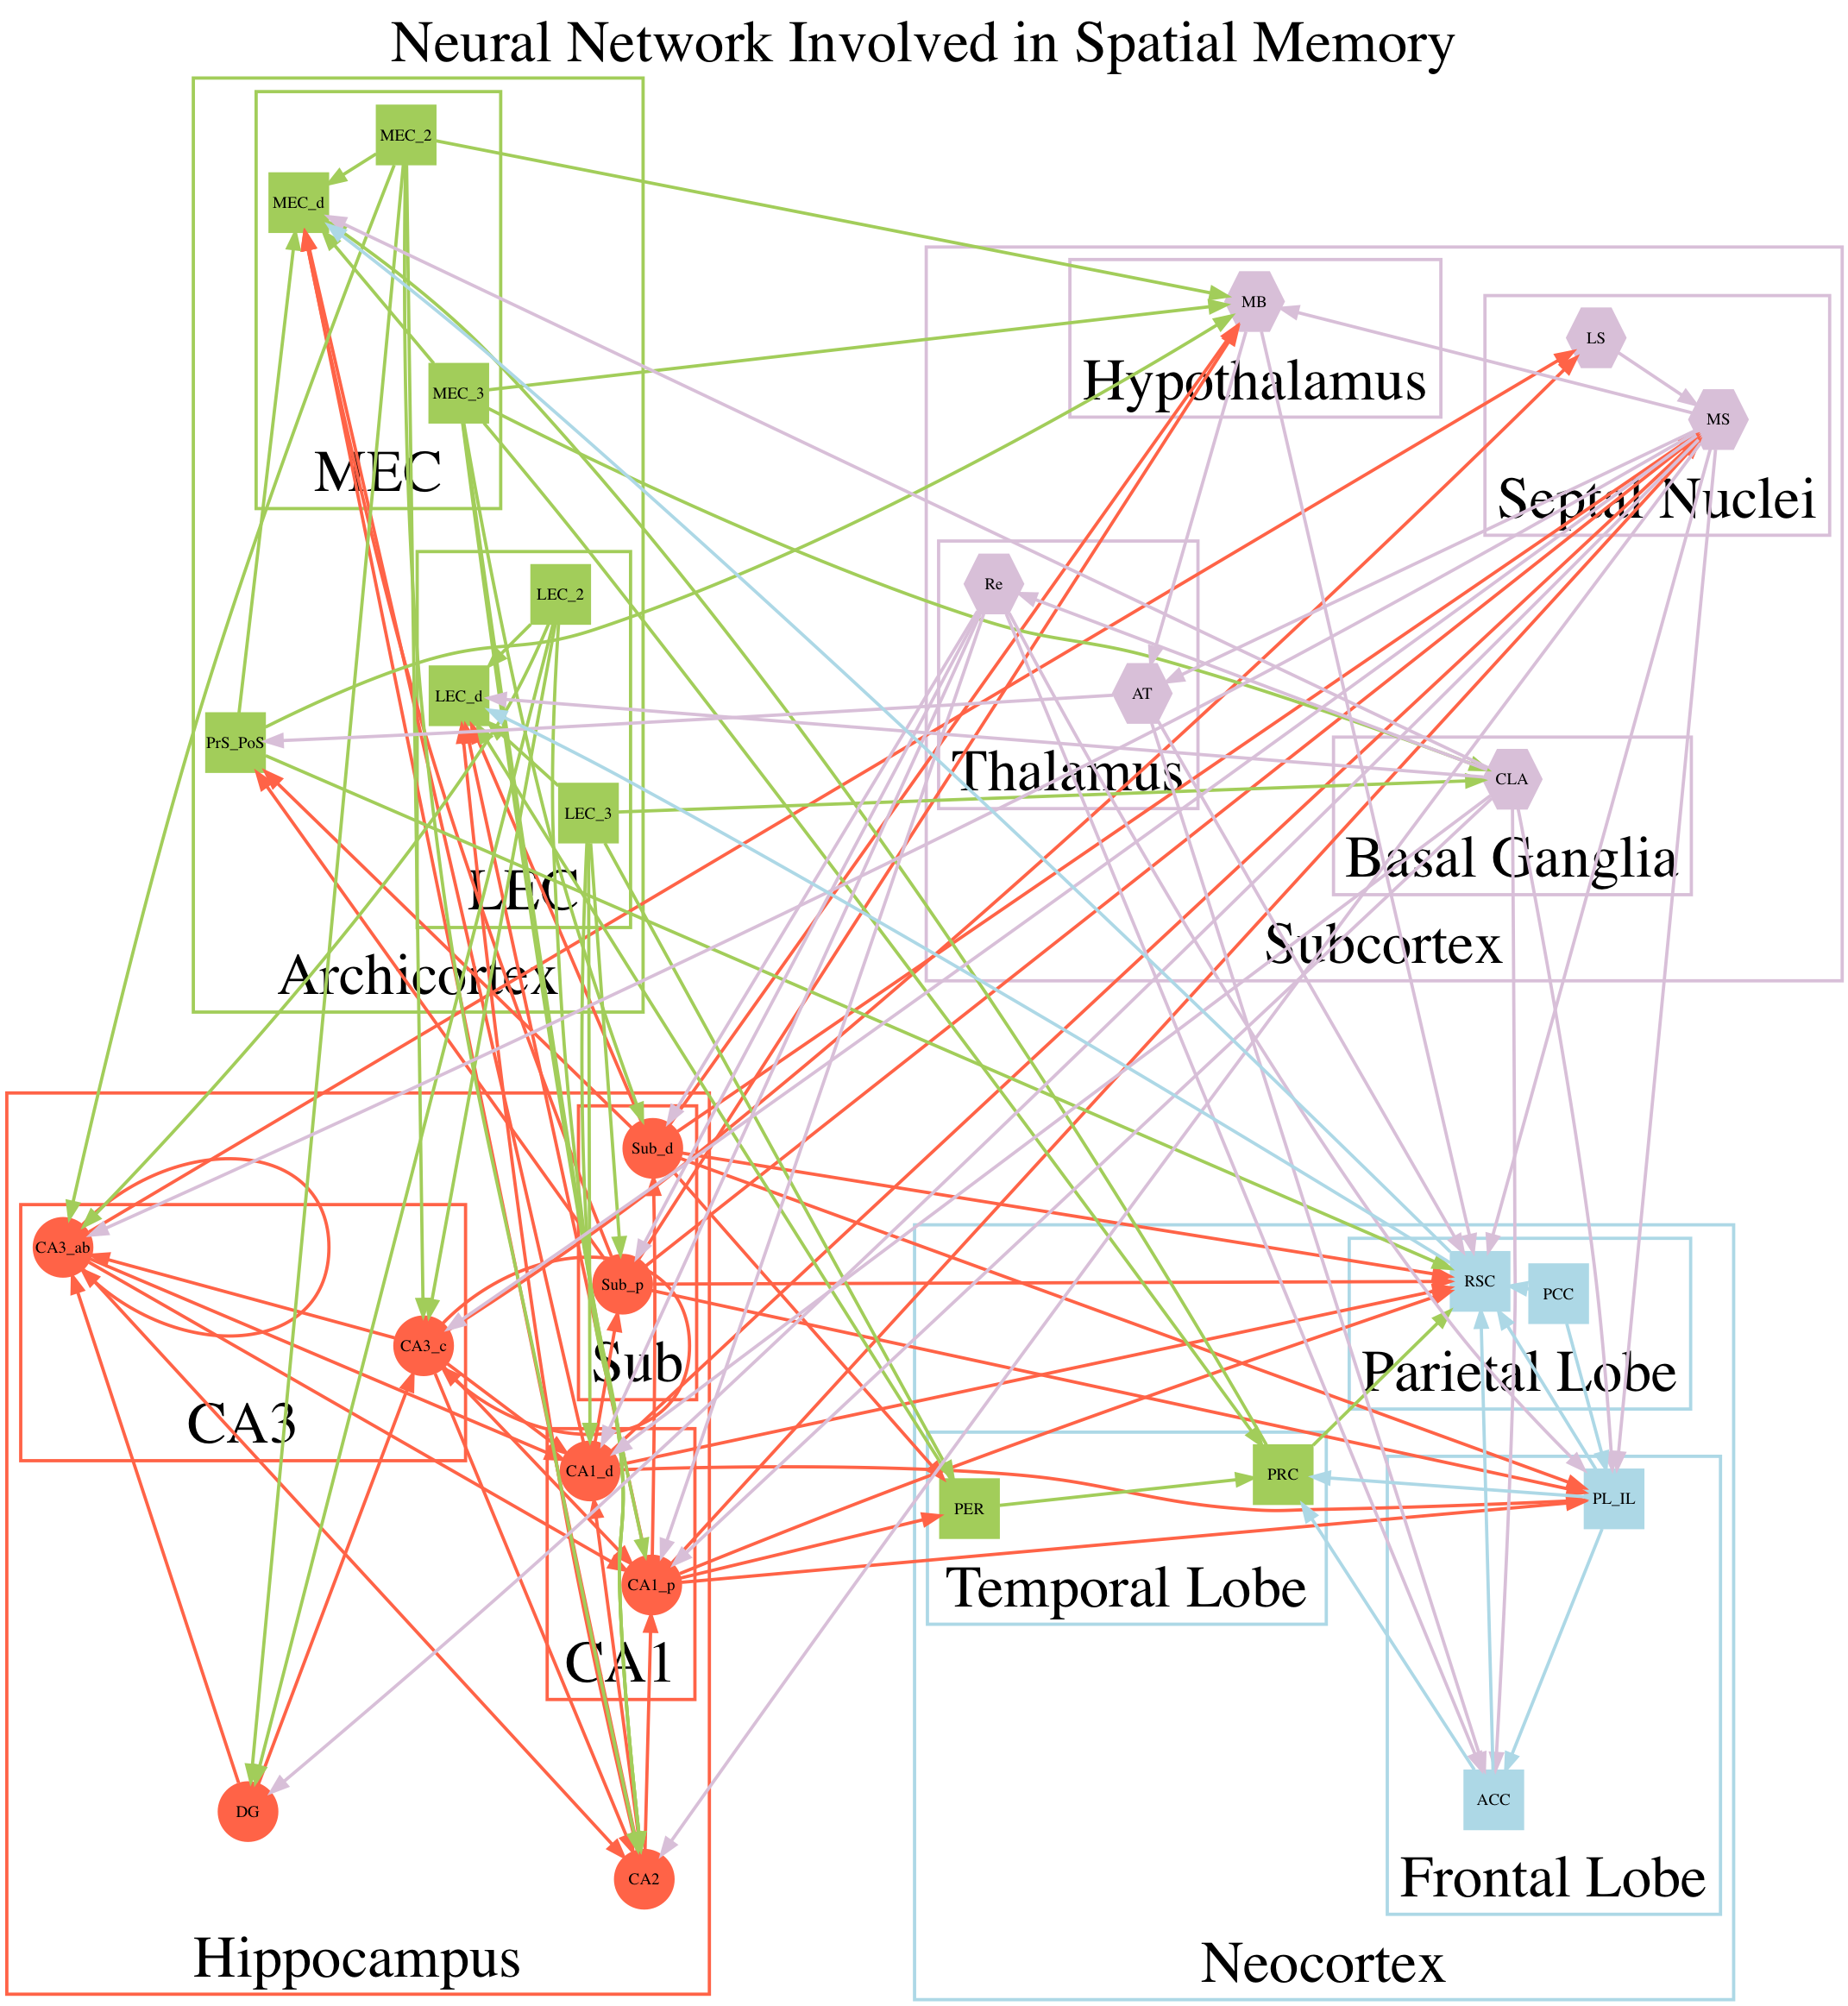 Neural Network Involved in Spatial Memory
MEC_2
MEC_d
MEC_3
MEC
LEC_2
LEC_d
PrS_PoS
LEC_3
LEC
Archicortex
MB
Hypothalamus
LS
MS
Septal Nuclei
Re
AT
Thalamus
CLA
Basal Ganglia
Subcortex
Sub_d
Sub_p
Sub
CA3_ab
CA3_c
CA3
CA1_d
CA1_p
CA1
DG
CA2
Hippocampus
RSC
PCC
Parietal Lobe
PRC
PER
Temporal Lobe
PL_IL
ACC
Frontal Lobe
Neocortex